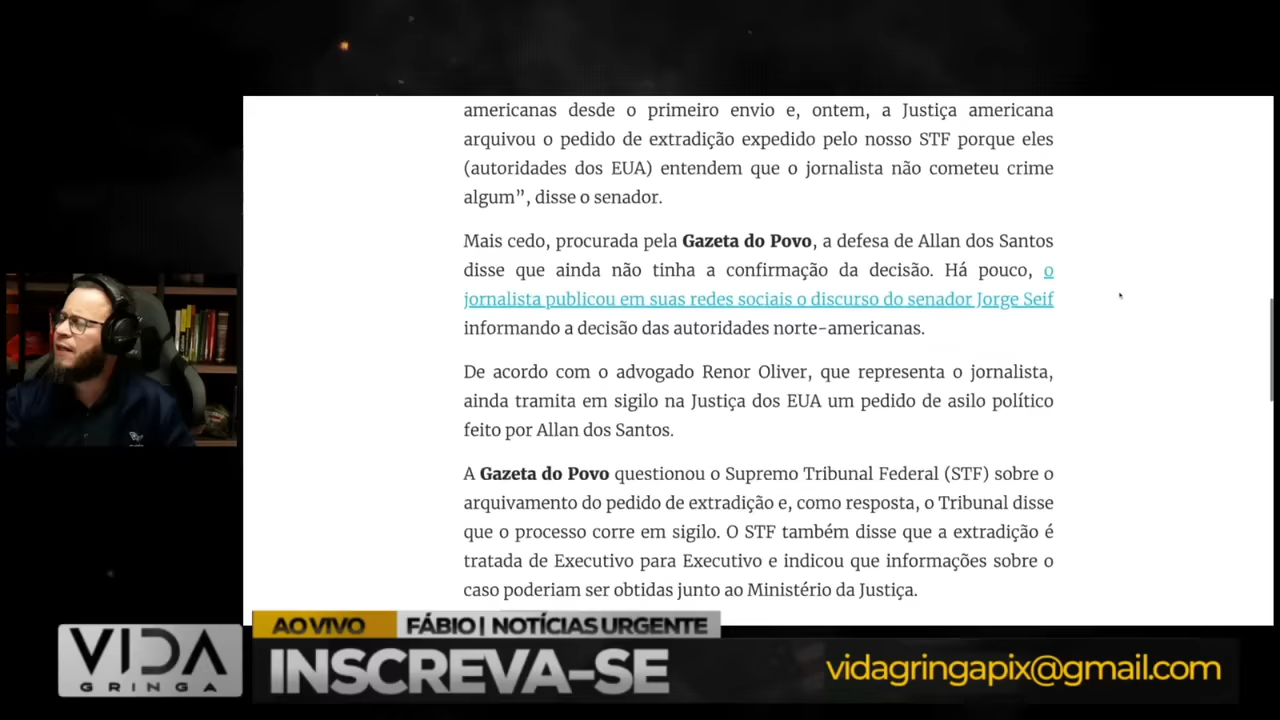 americanas desde o primeiro envio e, ontem, a Justiça americana
arquivou o pedido de extradição expedido pelo nosso STF porque eles
(autoridades dos EUA) entendem que o jornalista não cometeu crime
algum”, disse o senador.
Mais cedo, procurada pela Gazeta do Povo, a defesa de Allan dos Santos
disse que ainda não tinha a confirmação da decisão. Há pouco, o
jornalista publicou em suas redes sociais o discurso do senador Jorge Seif
informando a decisão das autoridades norte-americanas.
De acordo com o advogado Renor Oliver, que representa o jornalista,
ainda tramita em sigilo na Justiça dos EUA um pedido de asilo político
feito por Allan dos Santos.
A Gazeta do Povo questionou o Supremo Tribunal Federal (STF) sobre o
arquivamento do pedido de extradição e, como resposta, o Tribunal disse
que o processo corre em sigilo. O STF também disse que a extradição é
tratada de Executivo para Executivo e indicou que informações sobre o
caso poderiam ser obtidas junto ao Ministério da Justiça.
AO VIVO FÁBIO | NOTÍCIAS URGENTE
VIDA
GRINGA
INSCREVA-SE
vidagringapix@gmail.com